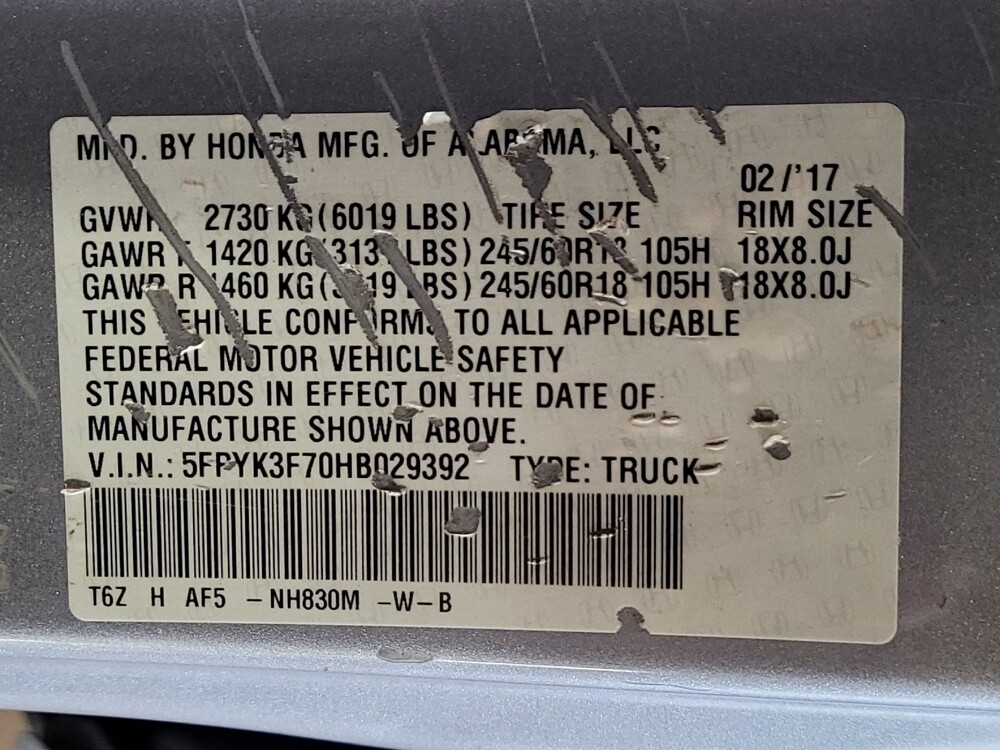 MFD. BY HONDA MFG. OF ALABAMA, LLC
02/'17
GVWR 2730 KG (6019 LBS) TIRE SIZE RIM SIZE
GAWR F 1420 KG LBS) 245/60R18 105H 18X8.0J
GAWR R 1460 KG LBS) 245/60R18 105H 18X8.0J
THIS VEHICLE CONFORMS TO ALL APPLICABLE
FEDERAL MOTOR VEHICLE SAFETY
STANDARDS IN EFFECT ON THE DATE OF
MANUFACTURE SHOWN ABOVE.
V.I.N.: 5FPYK3F70HB029392 TYPE: TRUCK
T6Z H AF5 -NH830M -W-B